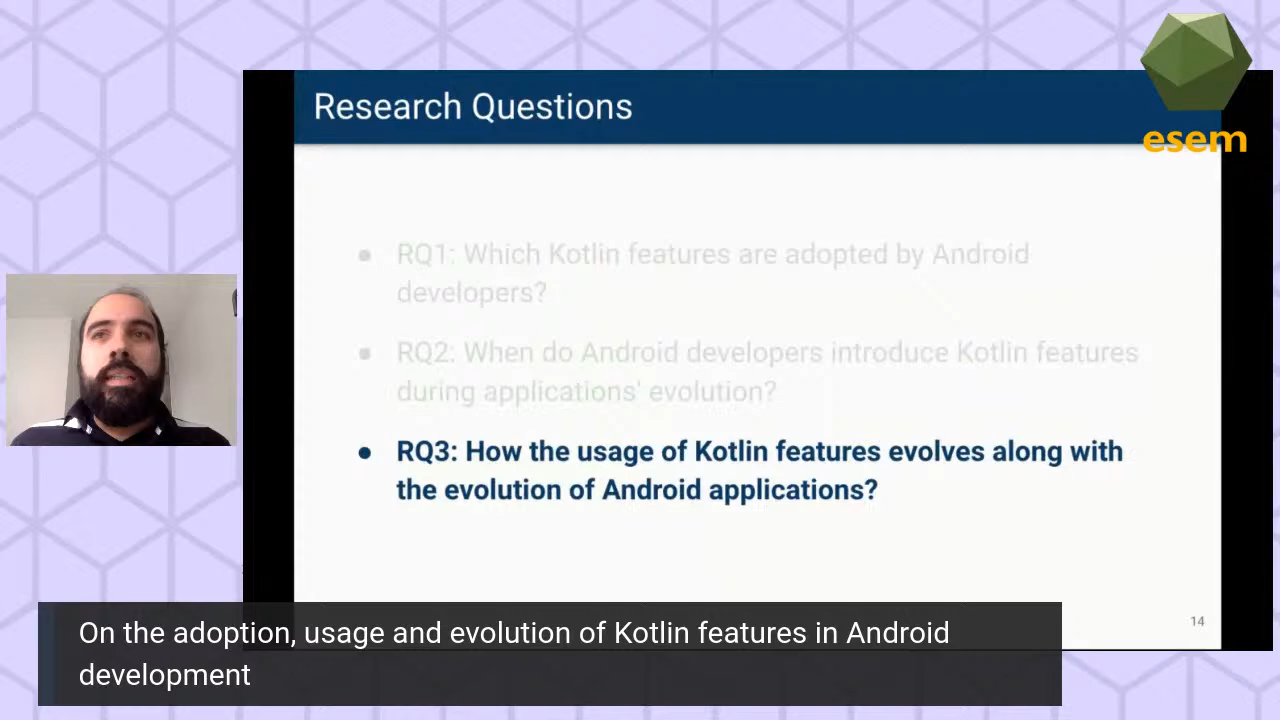 Research Questions
esem
● RQ1: Which Kotlin features are adopted by Android
developers?
● RQ2: When do Android developers introduce Kotlin features
during applications' evolution?
● RQ3: How the usage of Kotlin features evolves along with
the evolution of Android applications?
14
On the adoption, usage and evolution of Kotlin features in Android
development